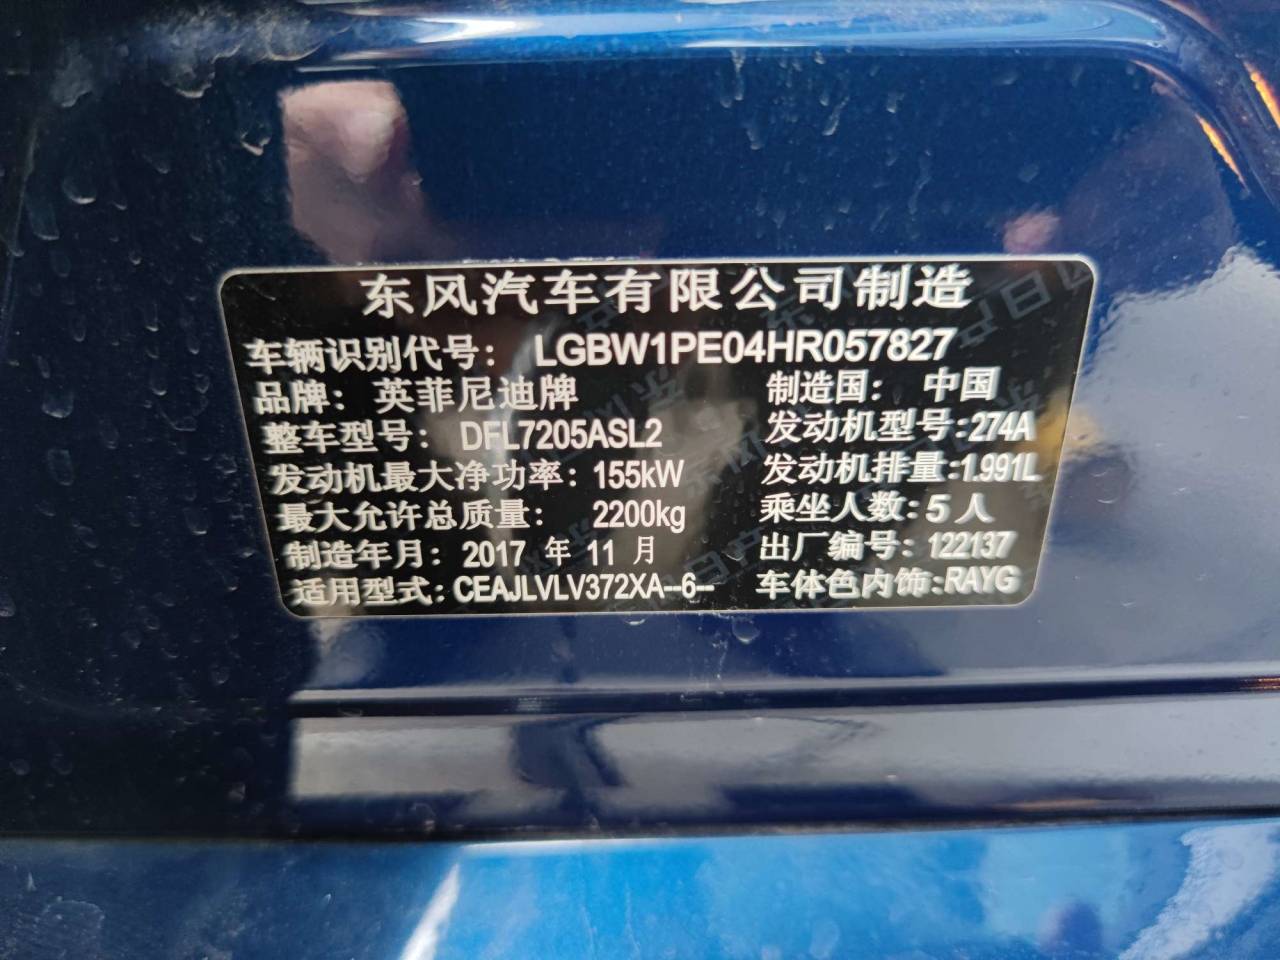 东风汽车有限公司制造
车辆识别代号： LGBW1PE04HR057827
品牌： 英菲尼迪牌 制造国： 中国
整车型号： DFL7205ASL2 发动机型号：274A
发动机最大净功率：155kW 发动机排量：1.991L
最大允许总质量： 2200kg 乘坐人数：5人
制造年月：2017 年 11 月 出厂编号：122137
适用型式：CEAJLVLV372XA--6-- 车体色内饰：RAYG